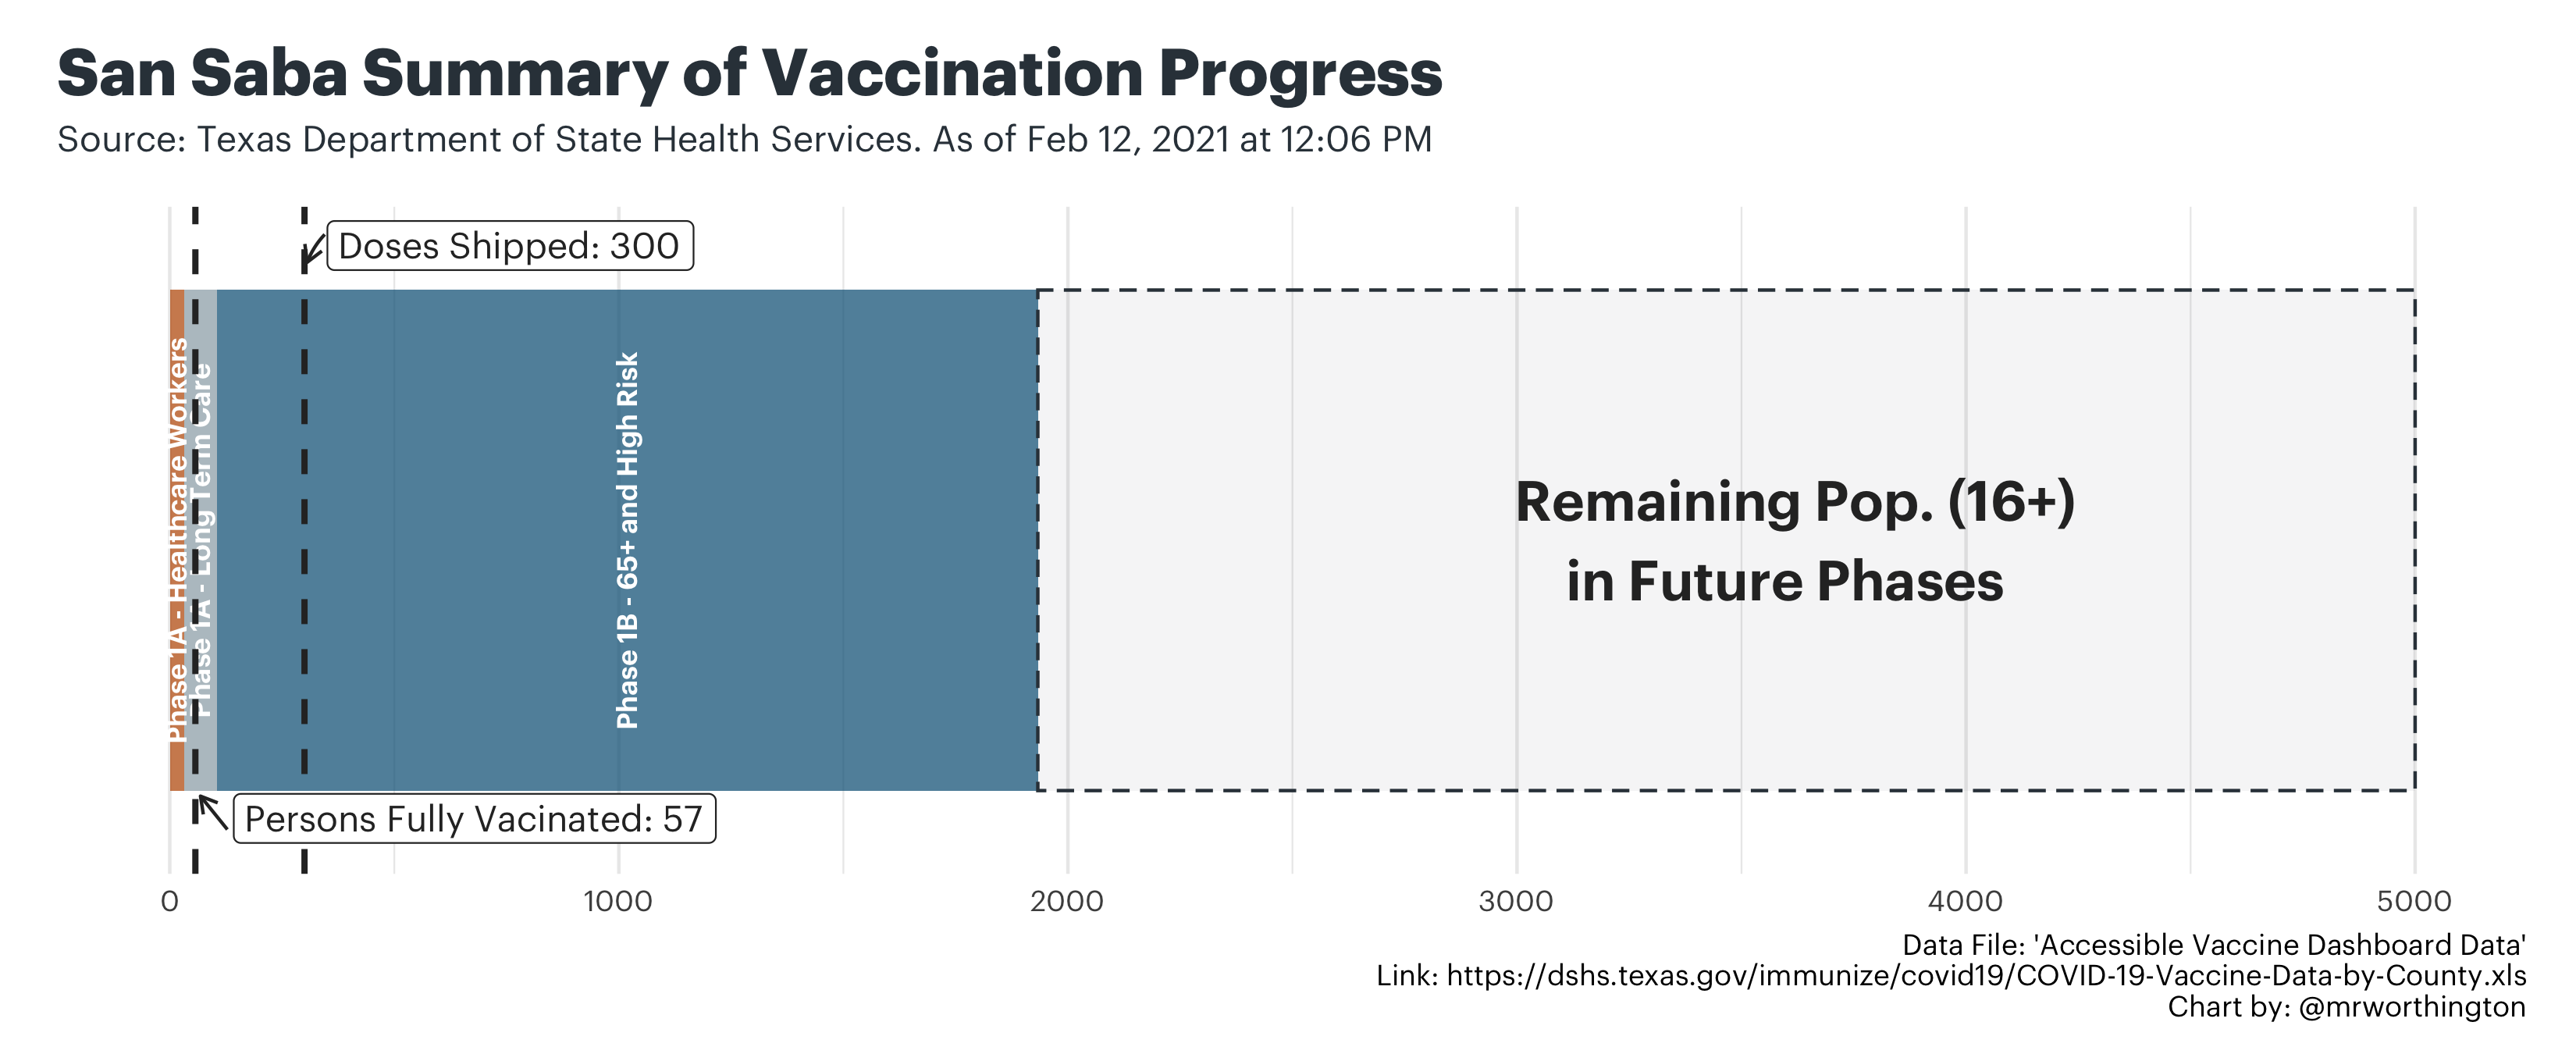 San Saba Summary of Vaccination Progress
Source: Texas Department of State Health Services. As of Feb 12, 2021 at 12:06 PM
Doses Shipped: 300
Phase 1A - Healthcare Workers
Phase 1A - Long Term Care
Phase 1B - 65+ and High Risk
Remaining Pop. (16+)
in Future Phases
Persons Fully Vacinated: 57
0
1000
2000
3000
4000
5000
Data File: 'Accessible Vaccine Dashboard Data'
Link: https://dshs.texas.gov/immunize/covid19/COVID-19-Vaccine-Data-by-County.xls
Chart by: @mrworthington